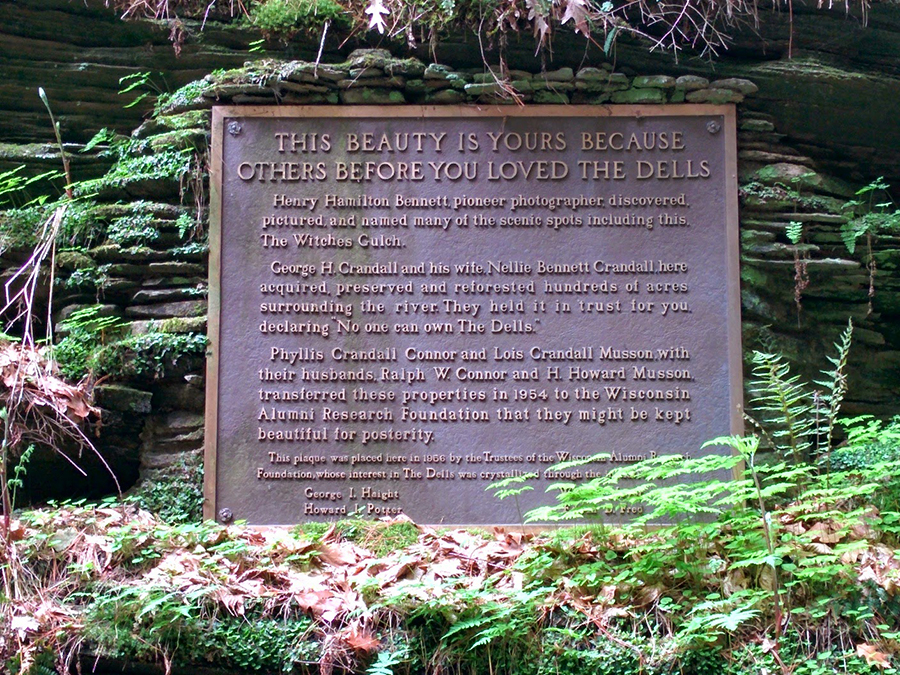 THIS BEAUTY IS YOURS BECAUSE
OTHERS BEFORE YOU LOVED THE DELLS
Henry Hamilton Bennett, pioneer photographer, discovered,
pictured, and named many of the scenic spots including this,
The Witches Gulch.
George H. Crandall and his wife, Nellie Bennett Crandall, here
acquired, preserved and reforested hundreds of acres
surrounding the river. They held it in trust for you,
declaring "No one can own The Dells."
Phyllis Crandall Connor and Lois Crandall Musson, with
their husbands, Ralph W. Connor and H. Howard Musson,
transferred these properties in 1954 to the Wisconsin
Alumni Research Foundation that they might be kept
beautiful for posterity.
This plaque was placed here in 1956 by the Trustees of the Wisconsin Alumni Research
Foundation, whose interest in The Dells was crystallized through the
George I. Haight
Howard I. Potter